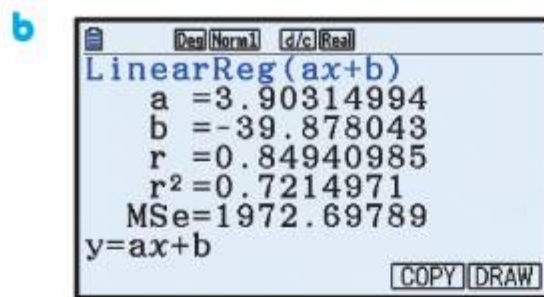 b
Deg Norm1 d/c Real
LinearReg(ax+b)
a =3.90314994
b =-39.878043
r =0.84940985
r²=0.7214971
MSe=1972.69789
y=ax+b
COPY DRAW